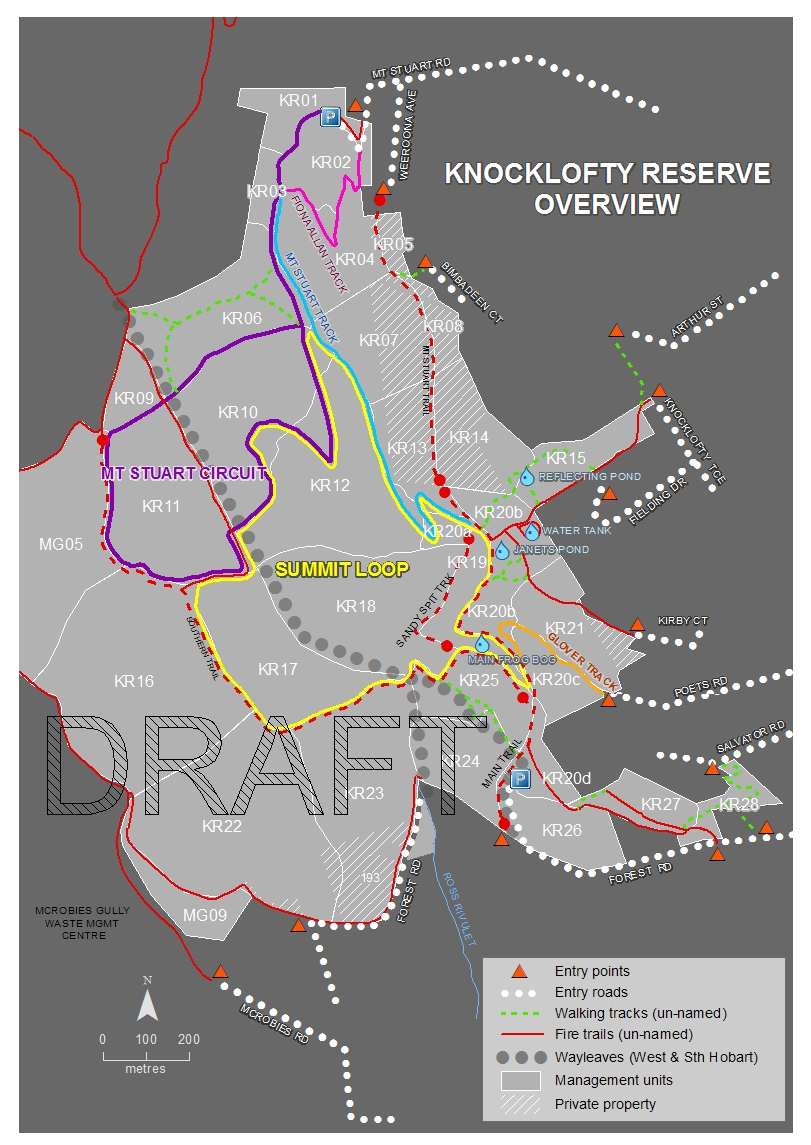 MT STUART RD
WEEROONA AVE
KNOCKLOFTY RESERVE
OVERVIEW
KR01
P
KR02
KR03
FIONA ALLAN TRACK
KR04
KR05
MT STUART TRACK
BIMBADEEN CT
ARTHUR ST
KR06
KR07
KR08
MT STUART TRAIL
KR09
KR10
KNOCKLOFTY TCE
KR13
KR14
KR15
MT STUART CIRCUIT
KR12
REFLECTING POND
FIELDING DR
KR11
KR20b
KR20a
WATER TANK
MG05
JANETS POND
SUMMIT LOOP
KR19
KR18
SANDY SPIT TRK
KR20b
KR21
KIRBY CT
SOUTHERN TRAIL
MAIN FROG BOG
GLOVER TRACK
KR17
KR16
KR25
KR20c
POETS RD
DRAFT
SALVATOR RD
MAIN TRAIL
KR24
P
KR20d
KR23
KR27
KR28
KR22
KR26
193
FOREST RD
FOREST RD
ROSS RIVULET
MG09
MCROBIES GULLY
WASTE MGMT
CENTRE
N
0 100 200
metres
MCROBIES RD
Entry points
Entry roads
Walking tracks (un-named)
Fire trails (un-named)
Wayleaves (West & Sth Hobart)
Management units
Private property